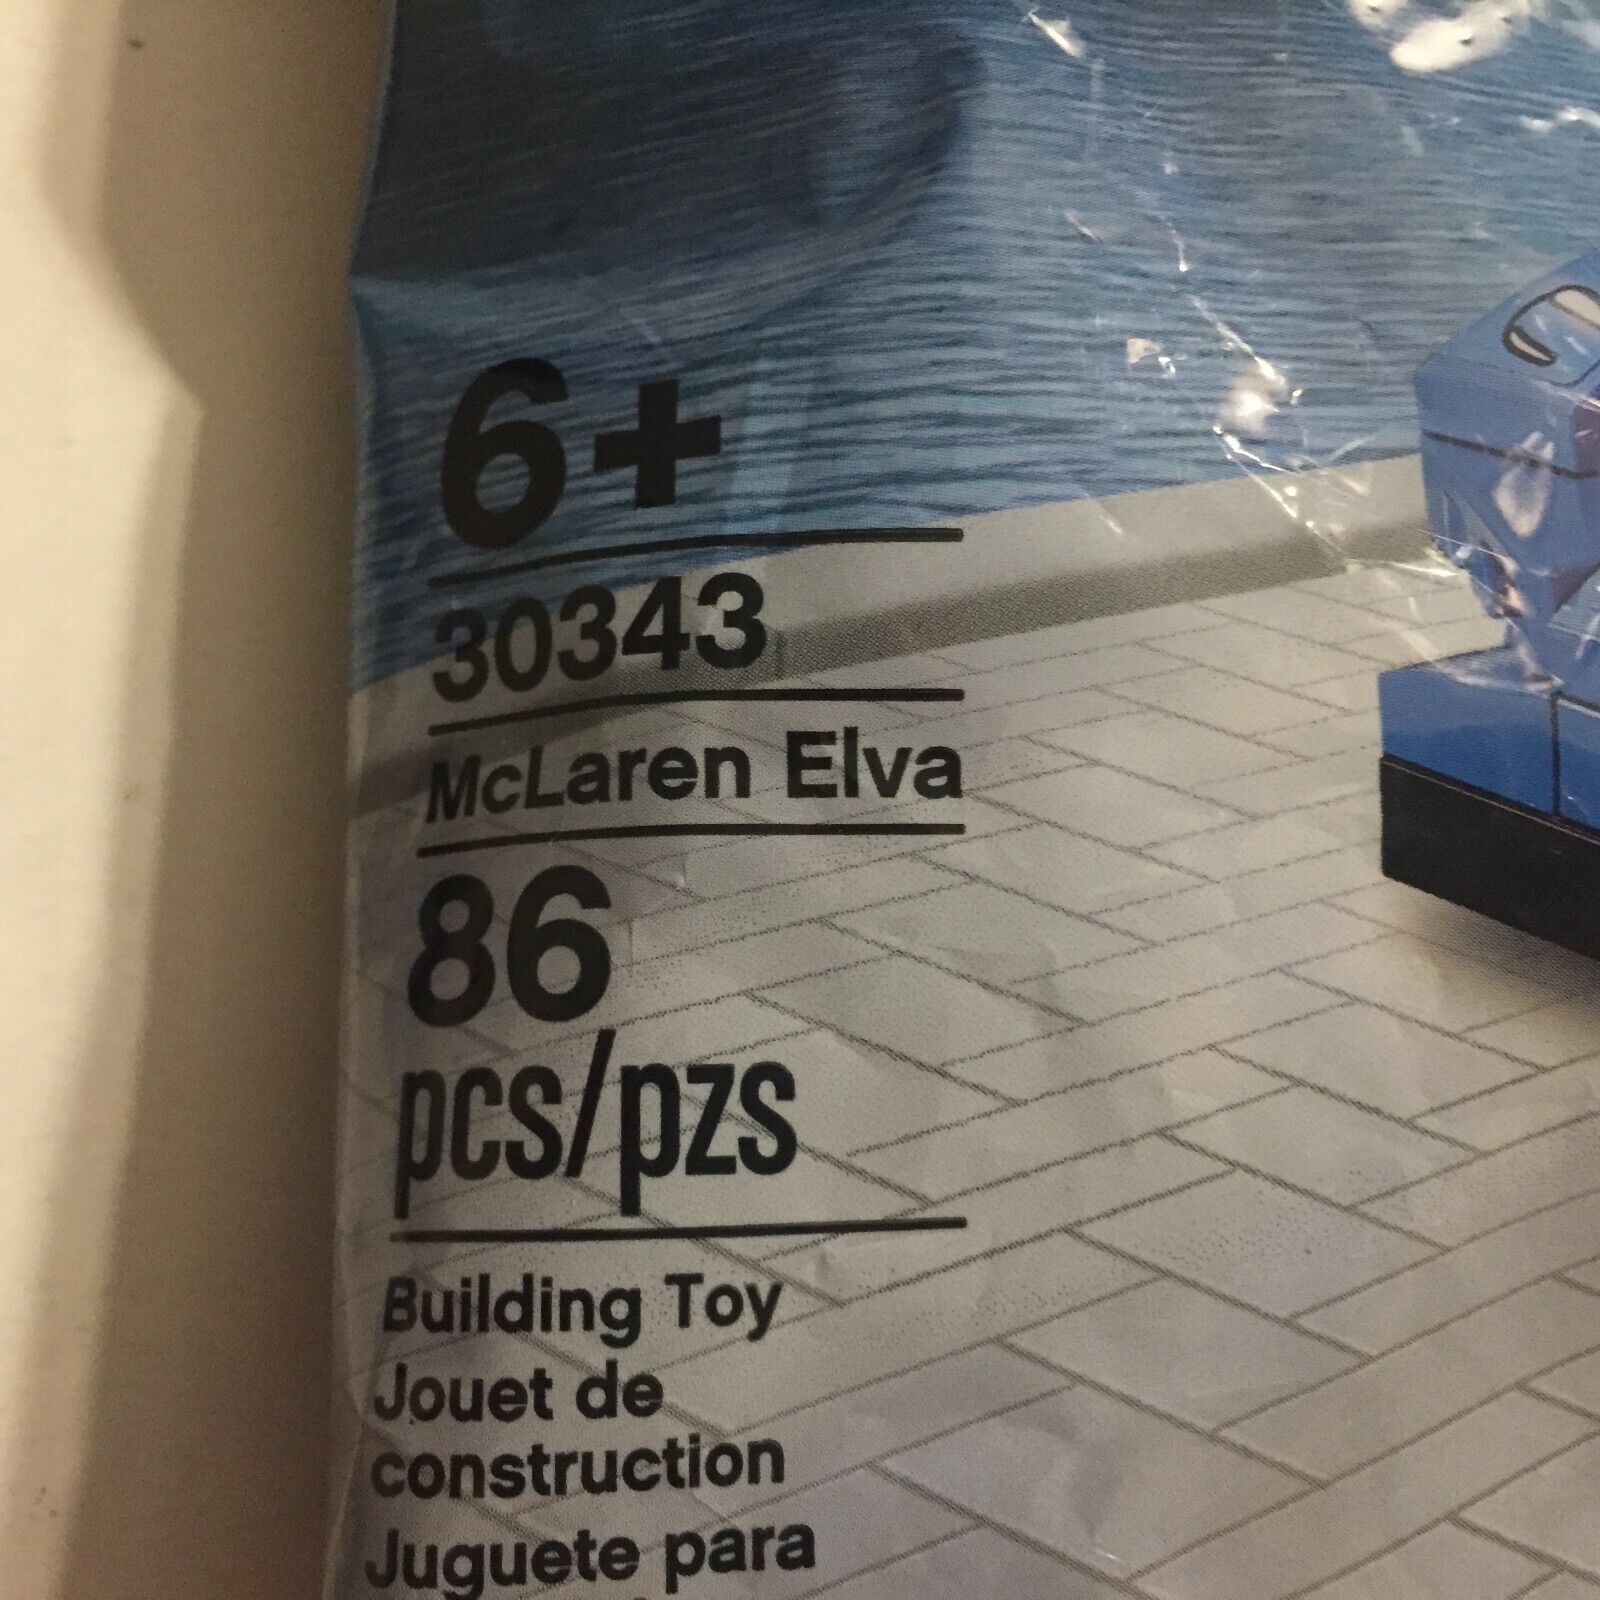 6+
30343
McLaren Elva
86
pcs/pzs
Building Toy
Jouet de
construction
Juguete para